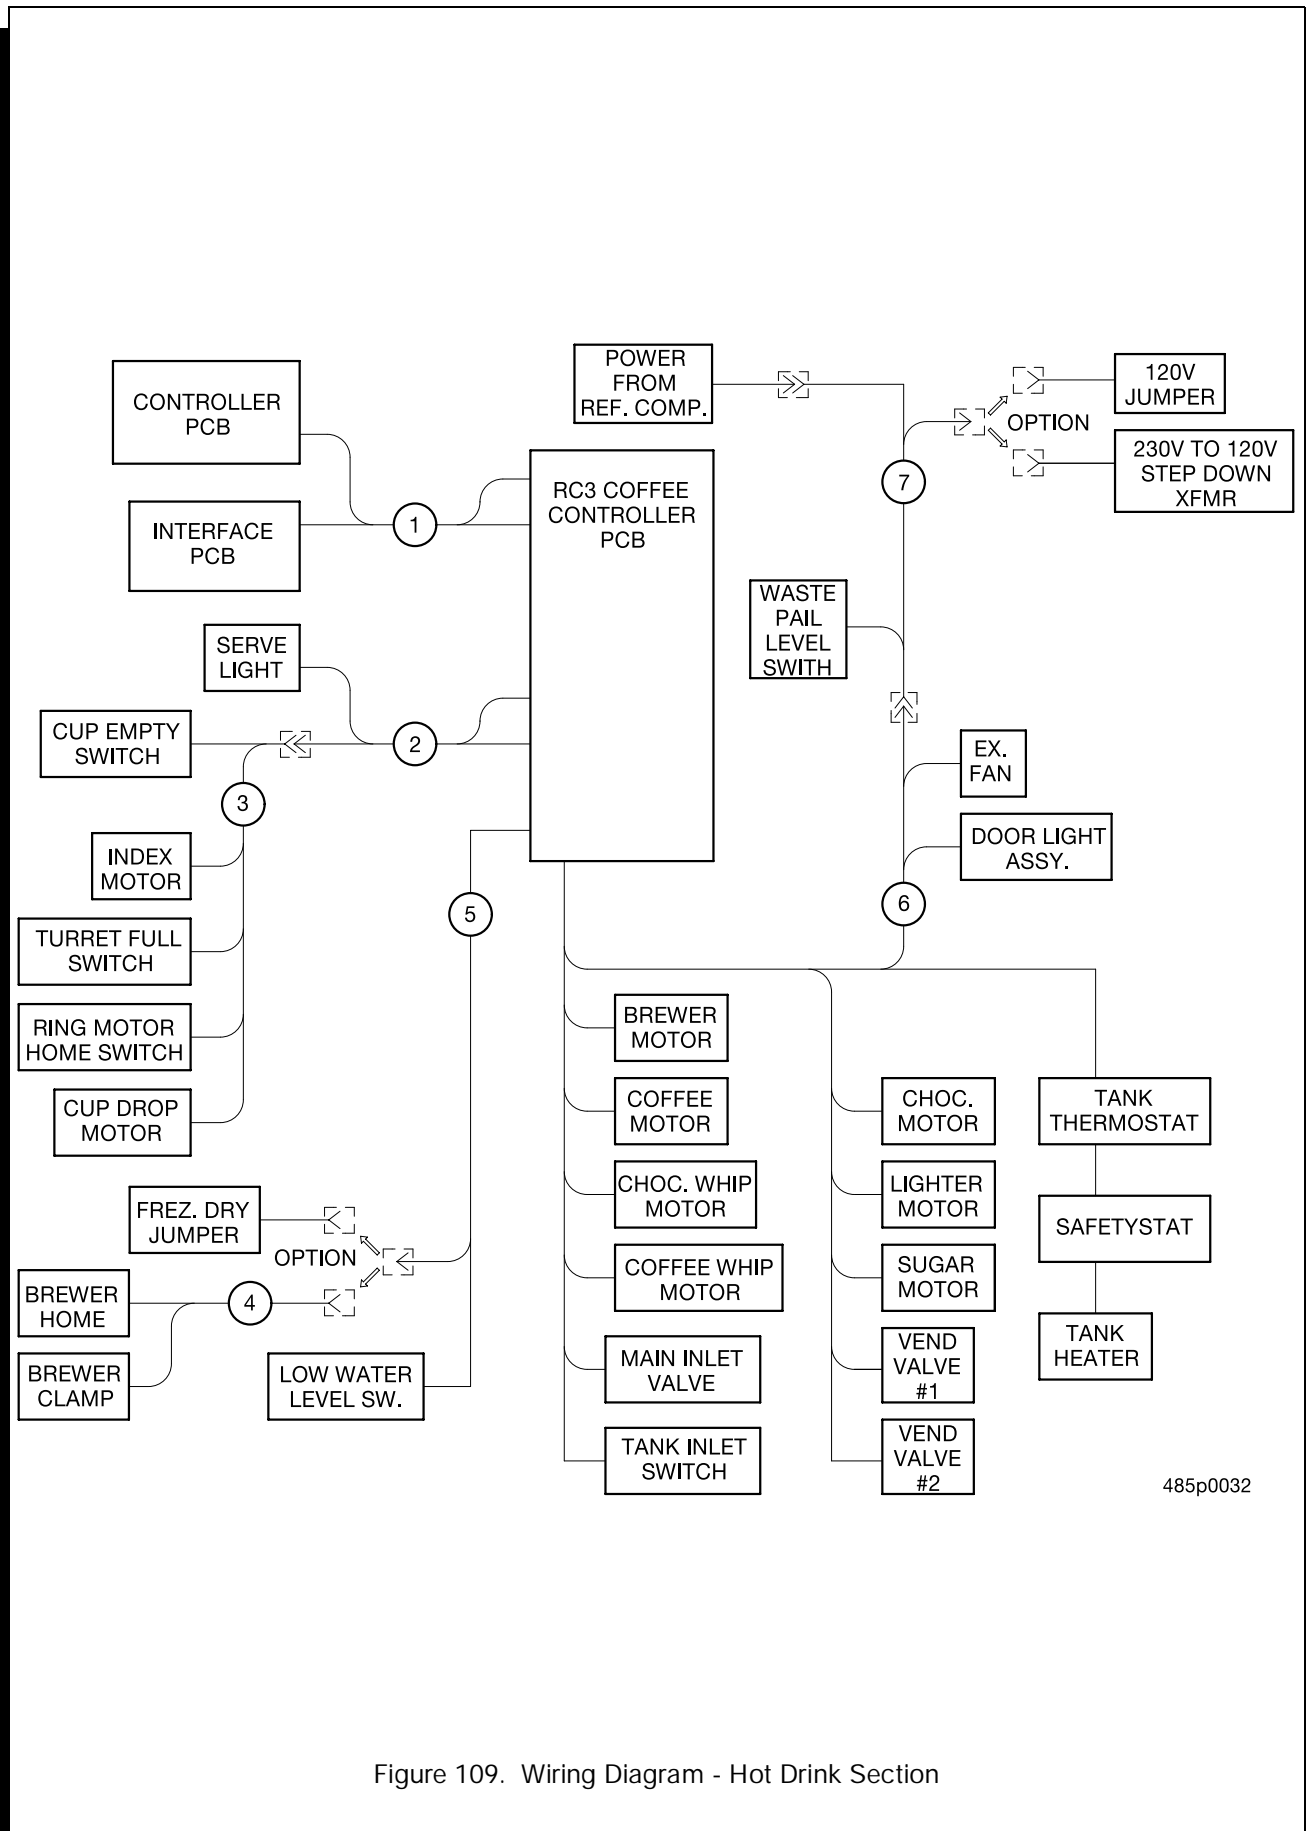 CONTROLLER
PCB
INTERFACE
PCB
POWER
FROM
REF. COMP.
RC3 COFFEE
CONTROLLER
PCB
120V
JUMPER
OPTION
230V TO 120V
STEP DOWN
XFMR
1
7
SERVE
LIGHT
WASTE
PAIL
LEVEL
SWITH
CUP EMPTY
SWITCH
2
3
EX.
FAN
DOOR LIGHT
ASSY.
INDEX
MOTOR
5
6
TURRET FULL
SWITCH
RING MOTOR
HOME SWITCH
CUP DROP
MOTOR
BREWER
MOTOR
COFFEE
MOTOR
CHOC. WHIP
MOTOR
COFFEE WHIP
MOTOR
MAIN INLET
VALVE
TANK INLET
SWITCH
CHOC.
MOTOR
LIGHTER
MOTOR
SUGAR
MOTOR
VEND
VALVE
#1
VEND
VALVE
#2
TANK
THERMOSTAT
SAFETYSTAT
TANK
HEATER
FREZ. DRY
JUMPER
OPTION
BREWER
HOME
4
BREWER
CLAMP
LOW WATER
LEVEL SW.
485p0032
Figure 109. Wiring Diagram - Hot Drink Section